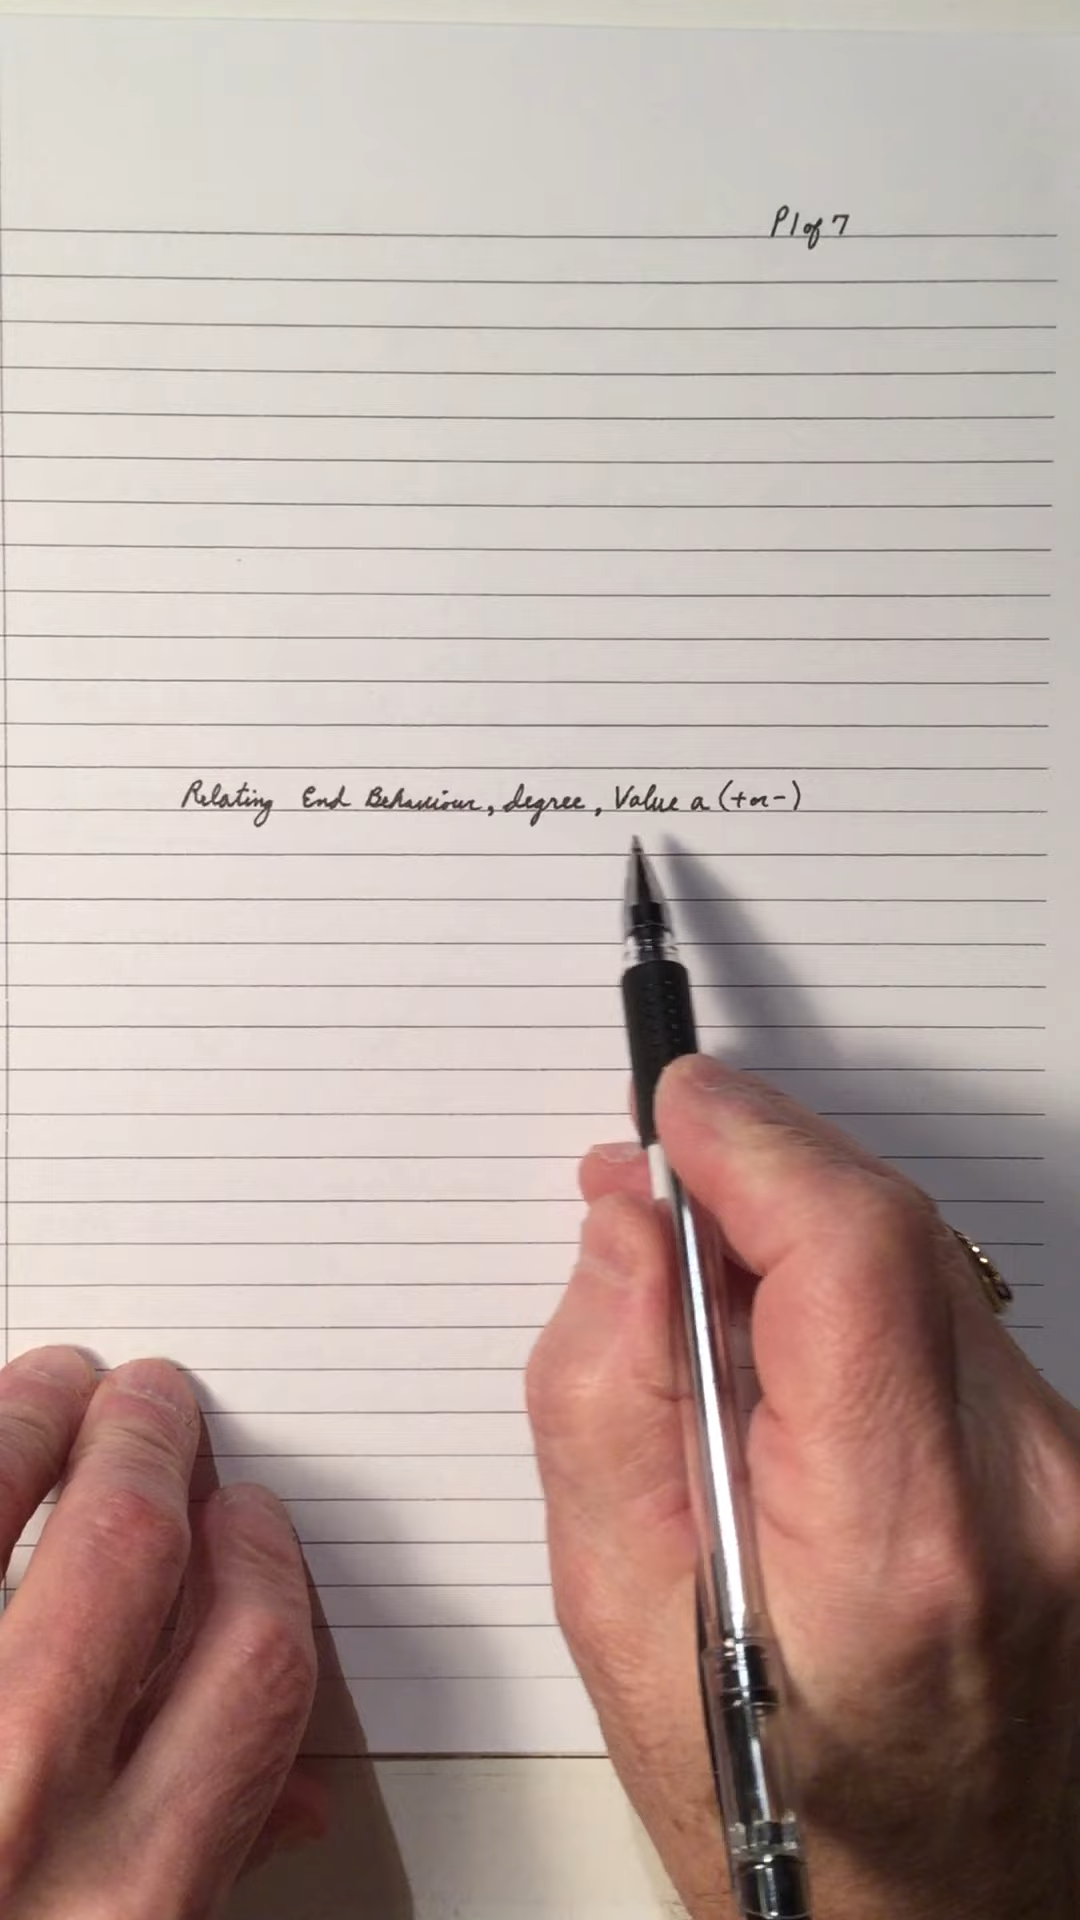 P1 of 7
Relating End Behaviour, degree, Value a (+ or -)